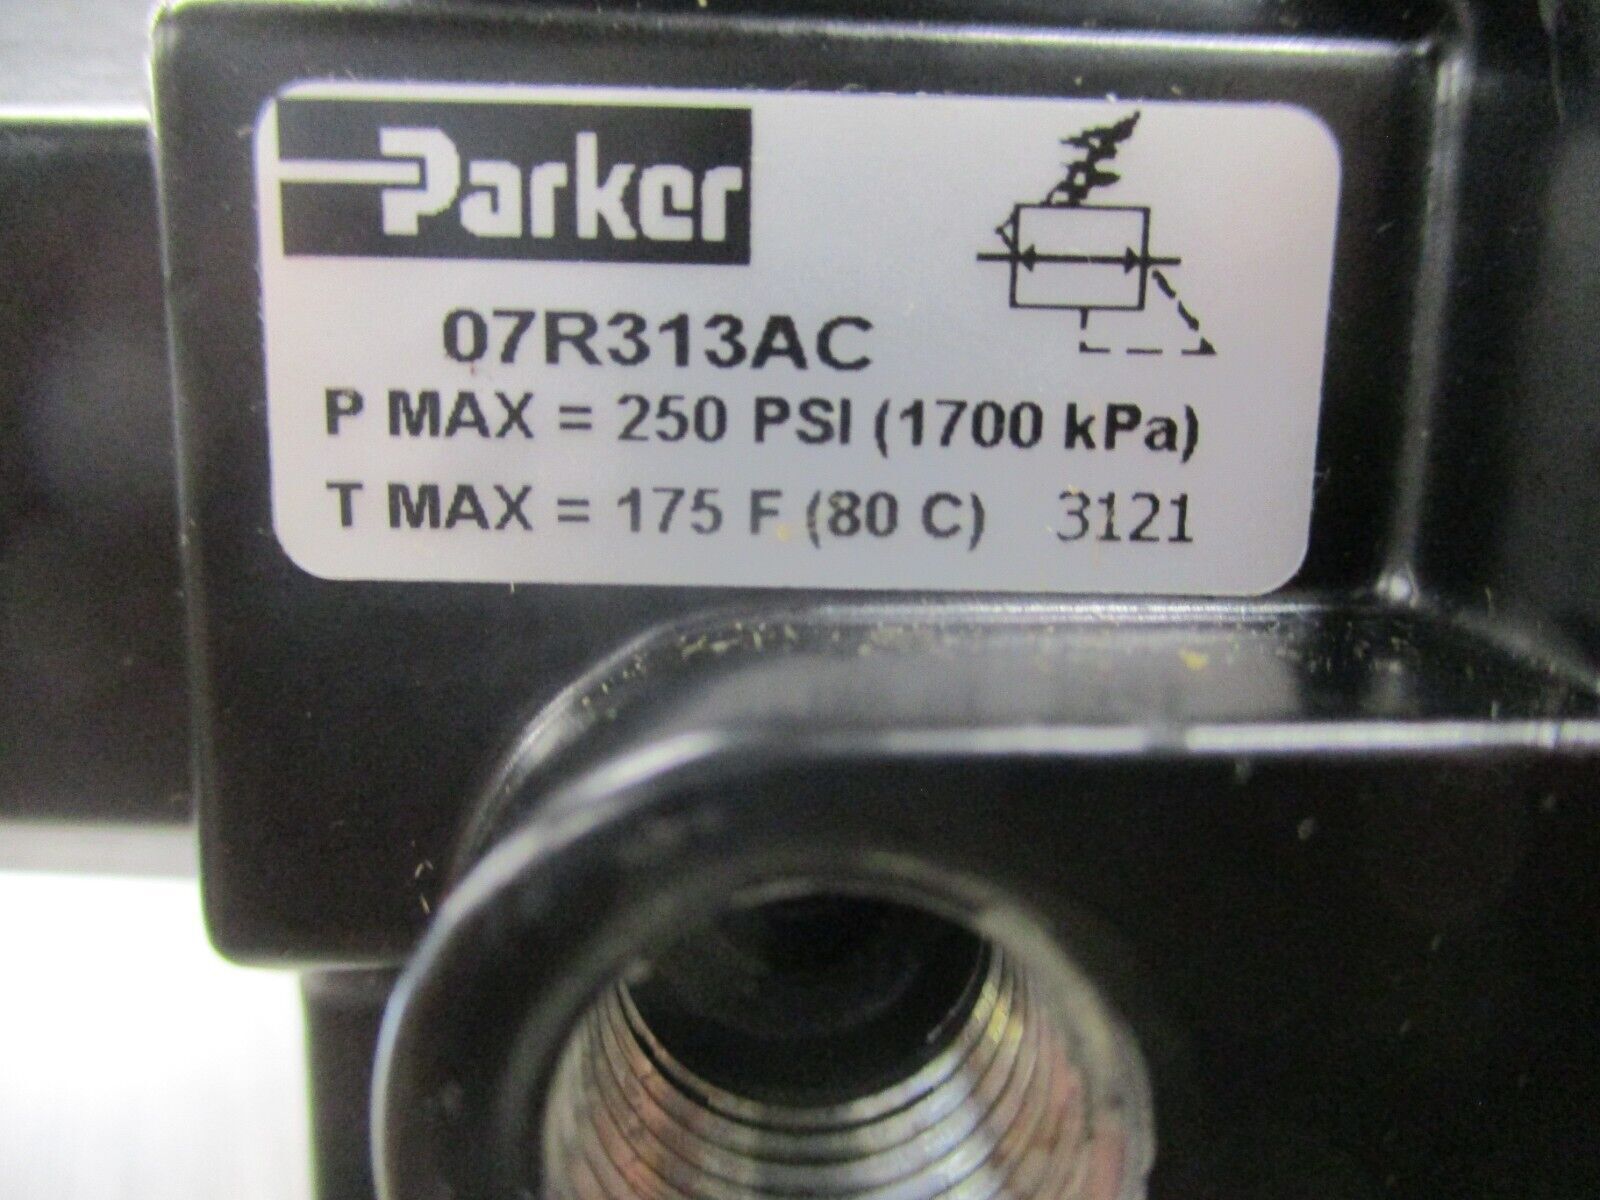 Parker
07R313AC
P MAX = 250 PSI (1700 kPa)
T MAX = 175 F (80 C) 3121